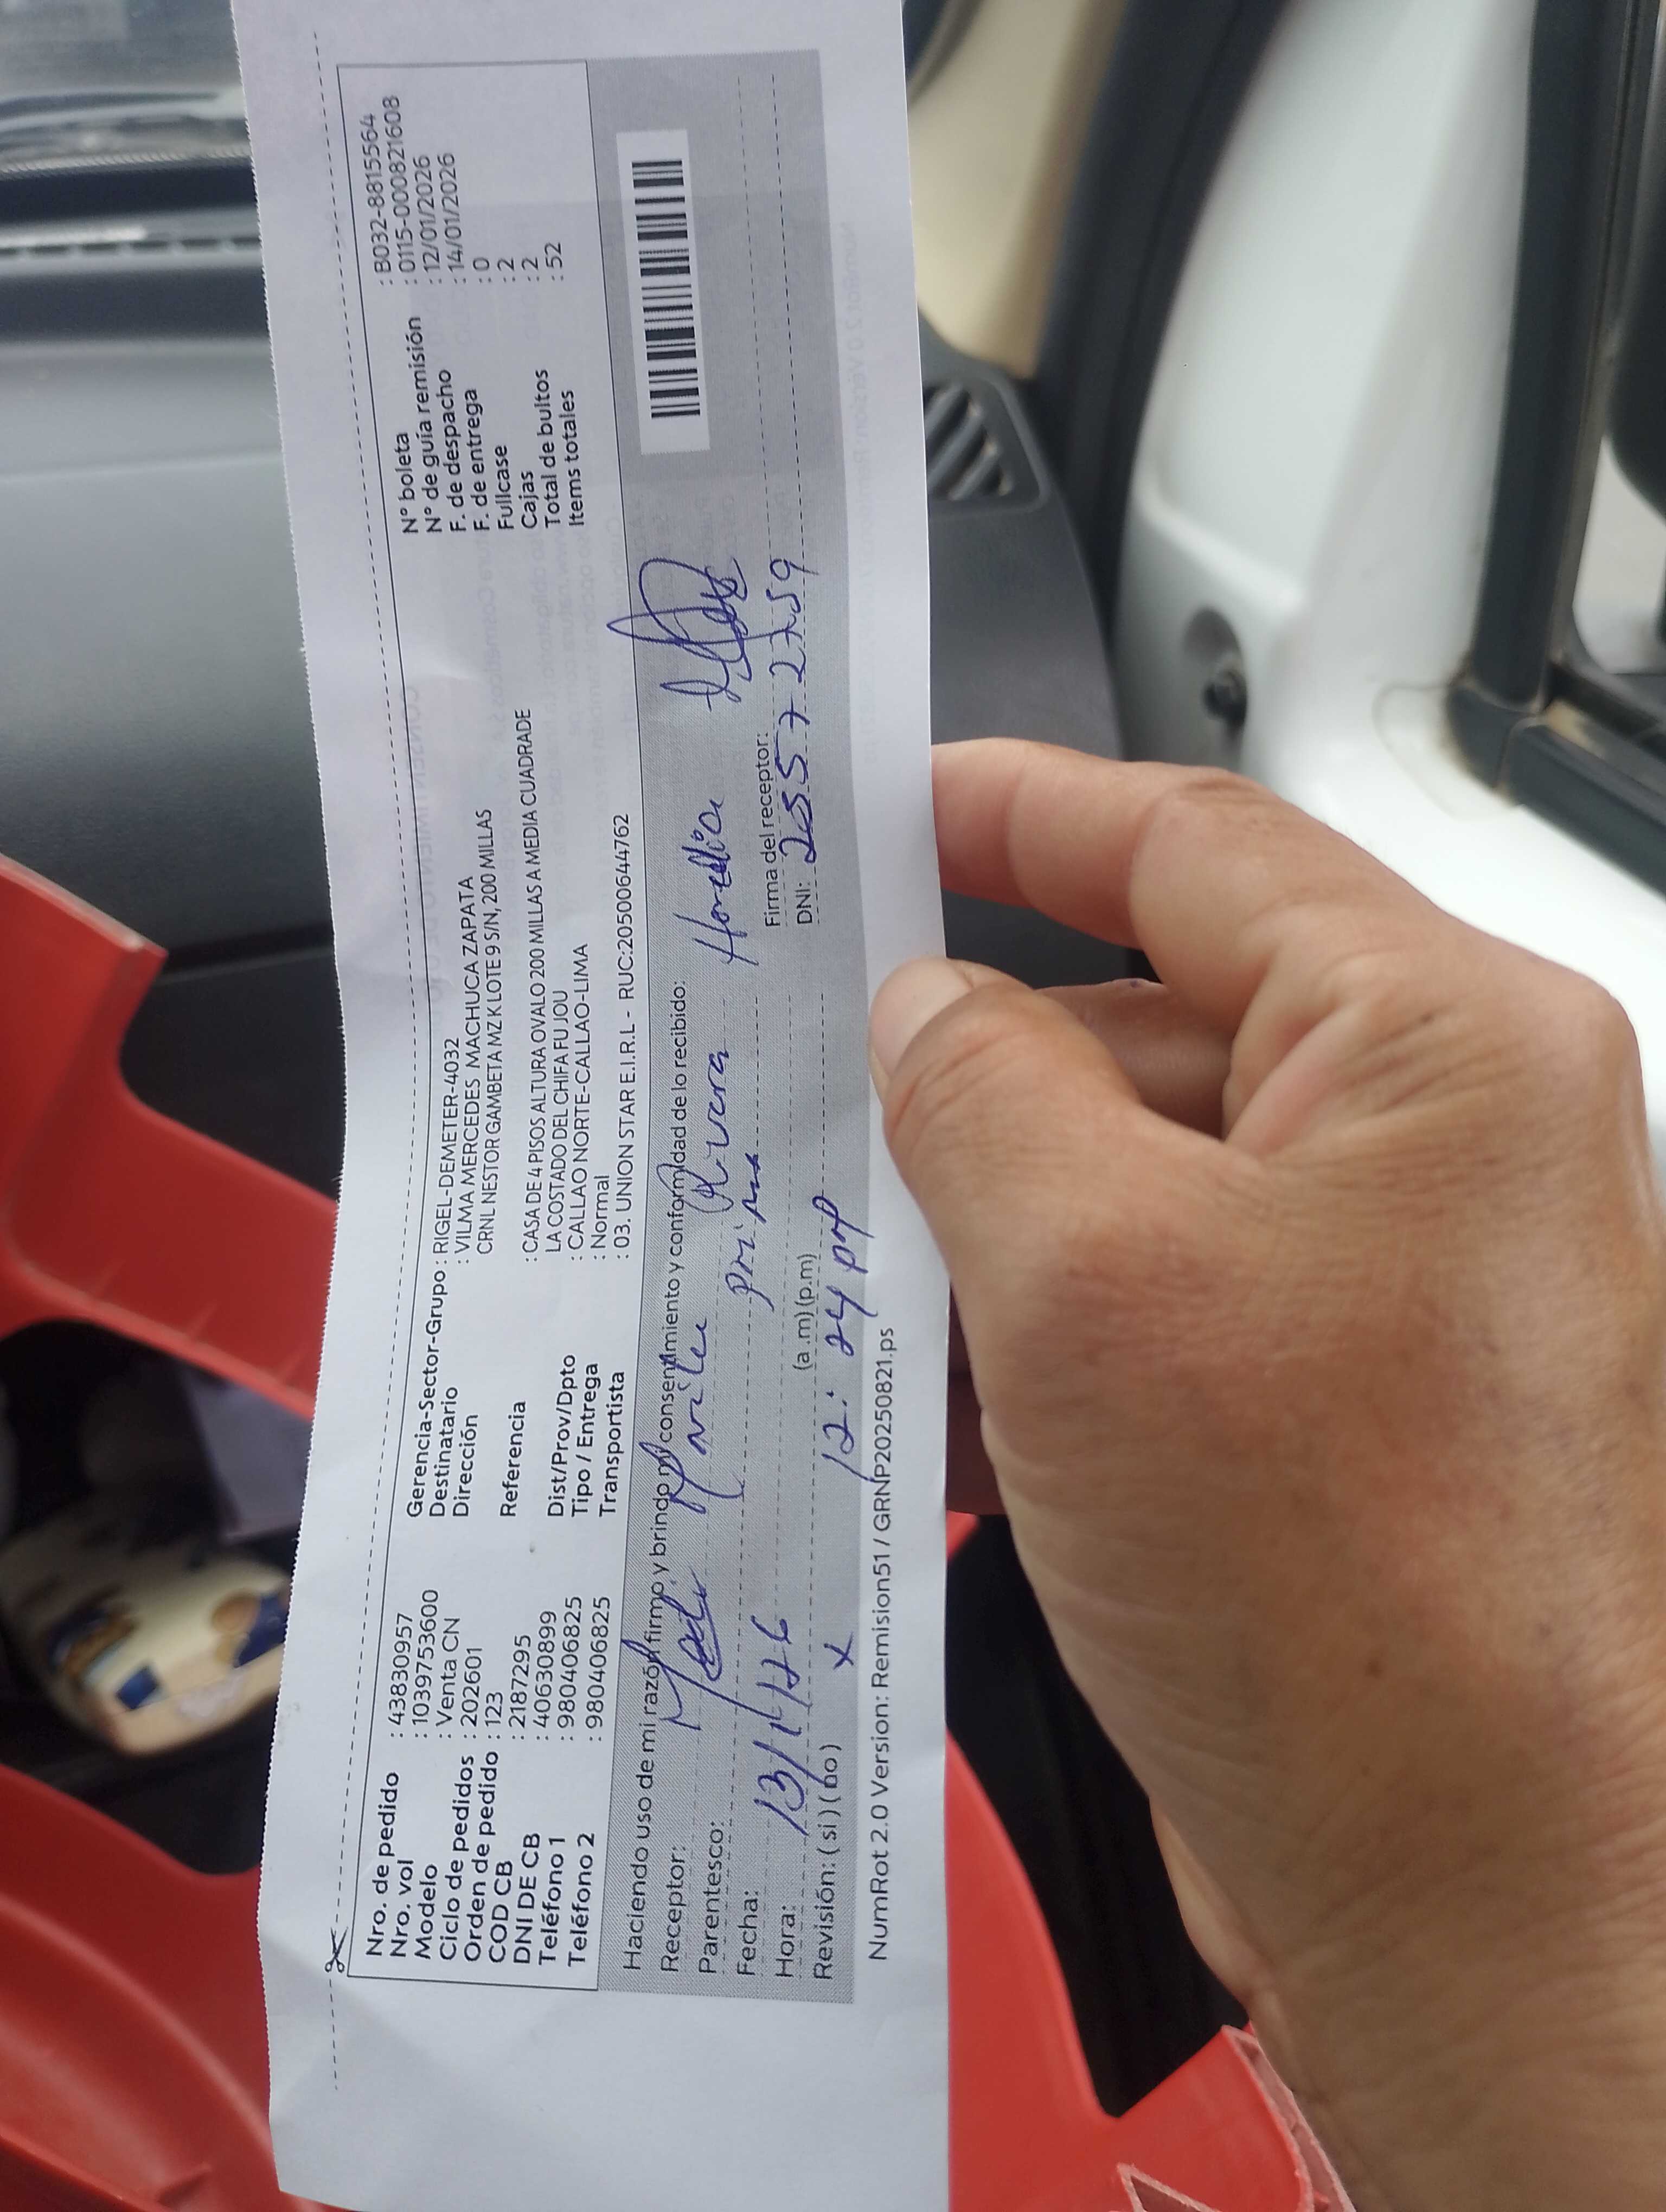 Nro. de pedido : 43830957
Nro. vol : 1039753600
Modelo : Venta CN
Ciclo de pedidos : 202601
Orden de pedido : 123
COD CB : 2187295
DNI DE CB : 40630899
Teléfono 1 : 980406825
Teléfono 2 : 980406825
Gerencia-Sector-Grupo : RIGEL-DEMETER-4032
Destinatario : VILMA MERCEDES MACHUCA ZAPATA
Dirección CRNL NESTOR GAMBETA MZ K LOTE 9 S/N, 200 MILLAS
Referencia : CASA DE 4 PISOS ALTURA OVALO 200 MILLAS A MEDIA CUADRADE
LA COSTADO DEL CHIFA FU JOU
Dist/Prov/Dpto : CALLAO NORTE-CALLAO-LIMA
Tipo / Entrega : Normal
Transportista : 03. UNION STAR E.I.R.L - RUC:20500644762
N° boleta : B032-8815564
N° de guía remisión : 0115-0000821608
F. de despacho : 12/01/2026
F. de entrega : 14/01/2026
Fullcase : 0
Cajas : 2
Total de bultos : 2
Items totales : 52
Haciendo uso de mi razón firmo y brindo mi consentimiento y conformidad de lo recibido:
Receptor: Rivera
Parentesco: prima
Fecha: 13/1/26
Firma del receptor:
Hora: 12:24 pm (a.m) (p.m)
DNI: 25572759
Revisión: ( si ) ( no ) x
NumRot 2.0 Version: Remision51 / GRNP20250821.ps